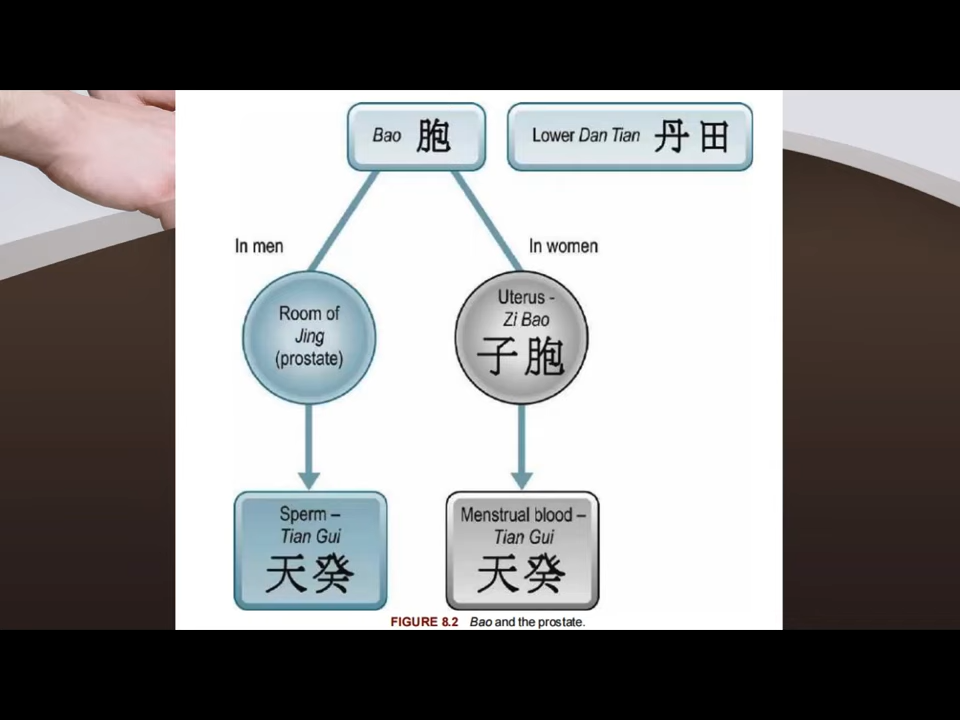 Bao 胞
Lower Dan Tian 丹田
In men
In women
Room of
Jing
(prostate)
Uterus -
Zi Bao
子胞
Sperm –
Tian Gui
天癸
Menstrual blood –
Tian Gui
天癸
FIGURE 8.2 Bao and the prostate.